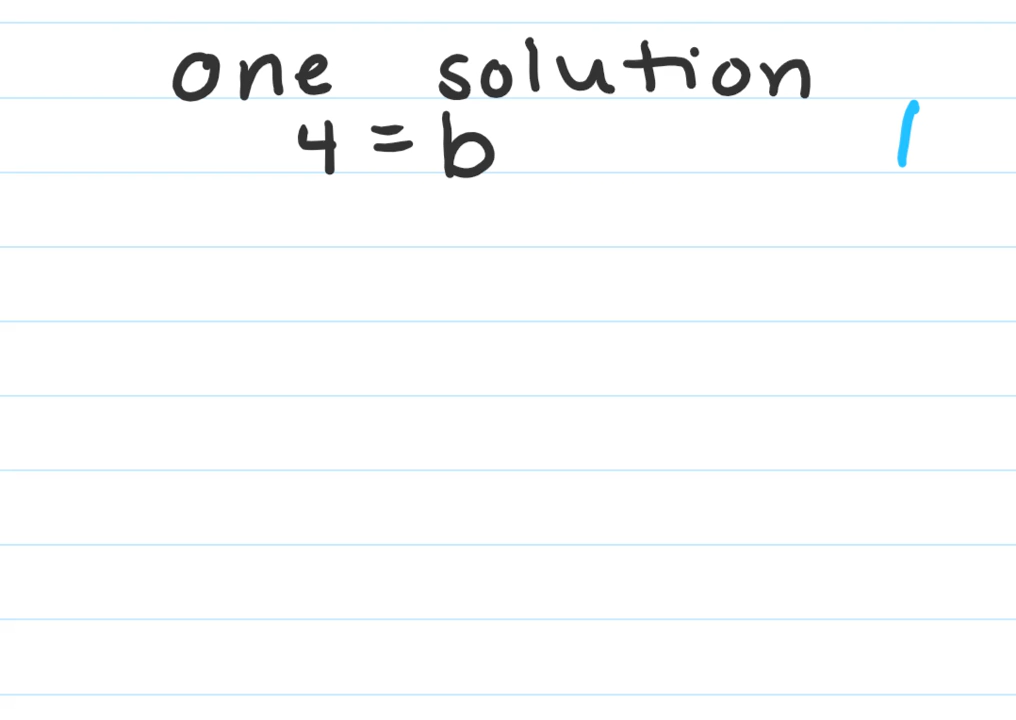 one solution
4 = b